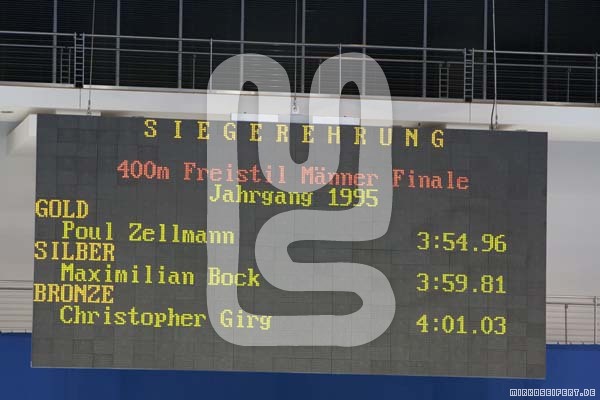 SIEGEREHRUNG
400m Freistil Männer Finale
Jahrgang 1995
GOLD
Poul Zellmann 3:54.96
SILBER
Maximilian Bock 3:59.81
BRONZE
Christopher Girg 4:01.03
MIRKOSEIFERT.DE